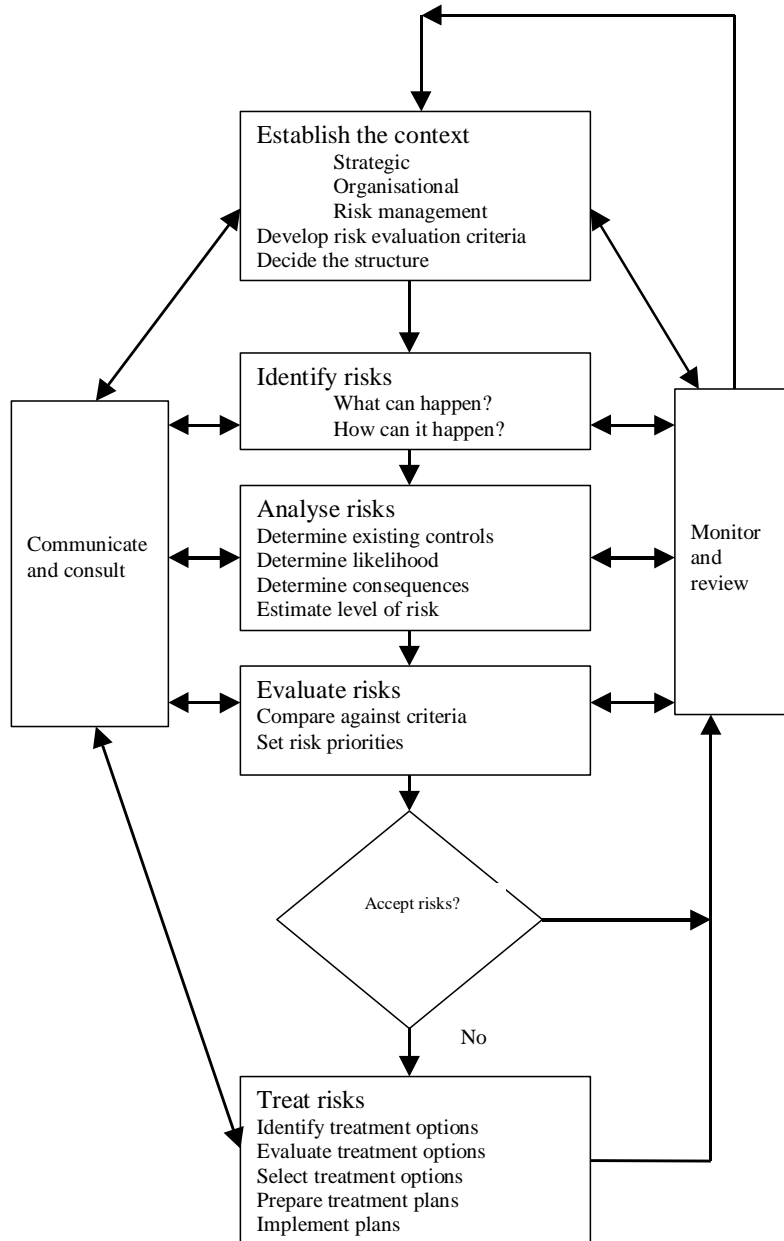 Establish the context
Strategic
Organisational
Risk management
Develop risk evaluation criteria
Decide the structure
Identify risks
What can happen?
How can it happen?
Communicate
and consult
Analyse risks
Determine existing controls
Determine likelihood
Determine consequences
Estimate level of risk
Monitor
and
review
Evaluate risks
Compare against criteria
Set risk priorities
Accept risks?
No
Treat risks
Identify treatment options
Evaluate treatment options
Select treatment options
Prepare treatment plans
Implement plans